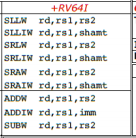 +RV64I
SLLW rd,rs1,rs2
SLLIW rd,rs1,shamt
SRLW rd,rs1,rs2
SRLIW rd,rs1,shamt
SRAW rd,rs1,rs2
SRAIW rd,rs1,shamt
ADDW rd,rs1,rs2
ADDIW rd,rs1,imm
SUBW rd,rs1,rs2